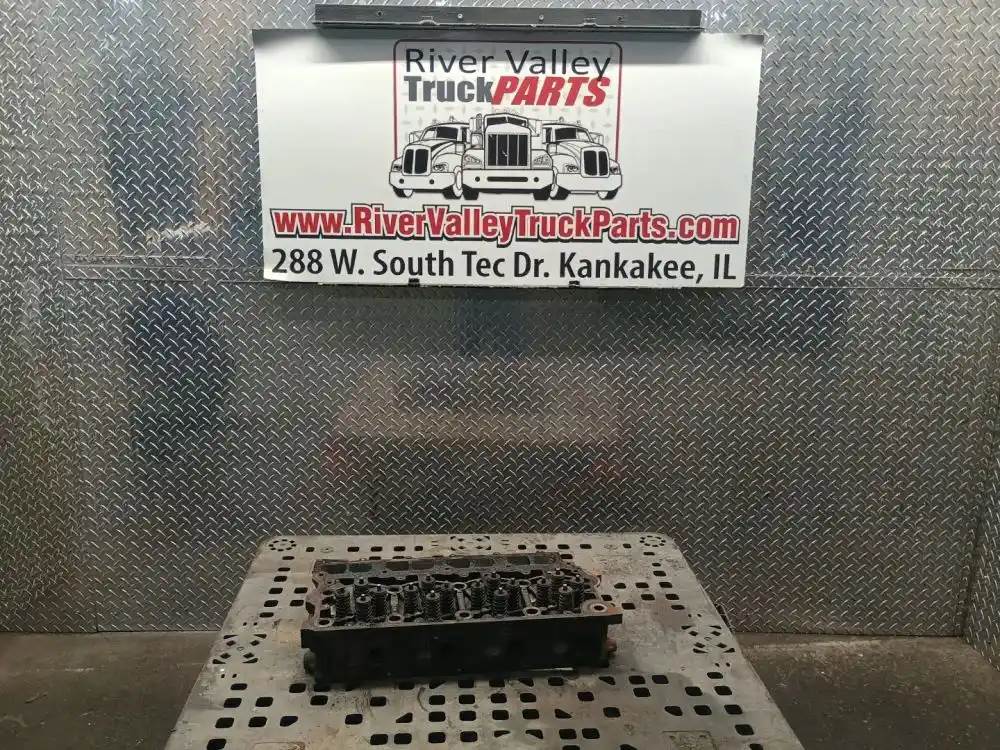 River Valley
TruckPARTS
www.RiverValleyTruckParts.com
288 W. South Tec Dr. Kankakee, IL